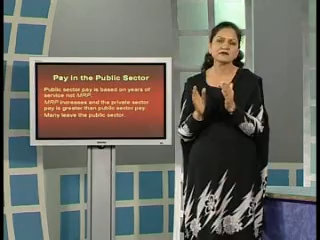 Pay in the Public Sector
Public sector pay is based on years of
service not MRP.
MRP increases and the private sector
pay is greater than public sector pay.
Many leave the public sector.